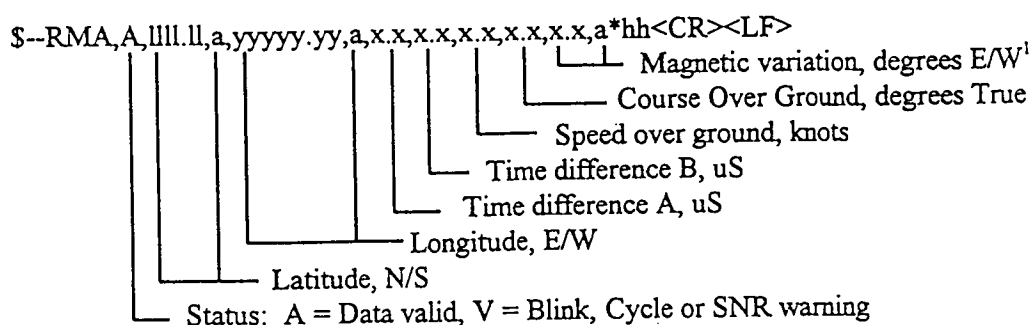 $--RMA,A,llll.ll,a,yyyyy.yy,a,x.x,x.x,x.x,x.x,x.x,a*hh<CR><LF>
Magnetic variation, degrees E/W¹
Course Over Ground, degrees True
Speed over ground, knots
Time difference B, uS
Time difference A, uS
Longitude, E/W
Latitude, N/S
Status: A = Data valid, V = Blink, Cycle or SNR warning